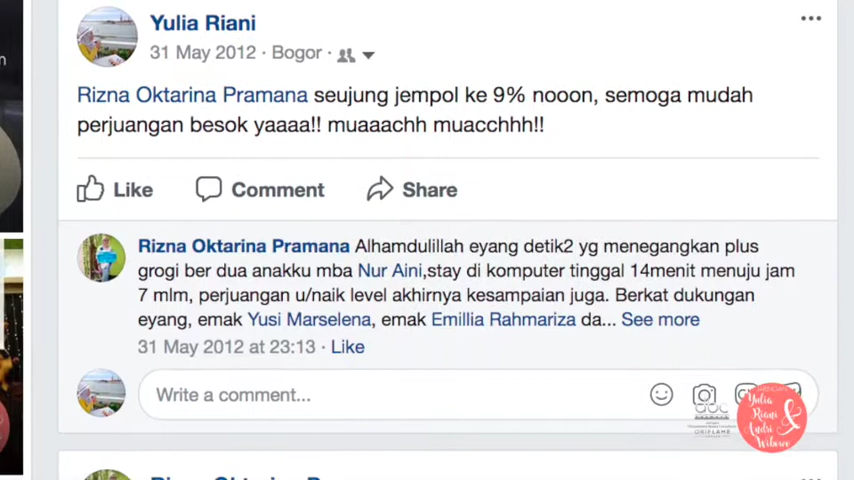 Yulia Riani
31 May 2012 · Bogor ·
Rizna Oktarina Pramana seujung jempol ke 9% nooon, semoga mudah
perjuangan besok yaaaa!! muaaachh muacchhh!!
Like Comment Share
Rizna Oktarina Pramana Alhamdulillah eyang detik2 yg menegangkan plus
grogi ber dua anakku mba Nur Aini,stay di komputer tinggal 14menit menuju jam
7 mlm, perjuangan u/naik level akhirnya kesampaian juga. Berkat dukungan
eyang, emak Yusi Marselena, emak Emillia Rahmariza da... See more
31 May 2012 at 23:13 · Like
Write a comment...
Yulia
Riani
&
Andri
Wibowo
ORIFLAME